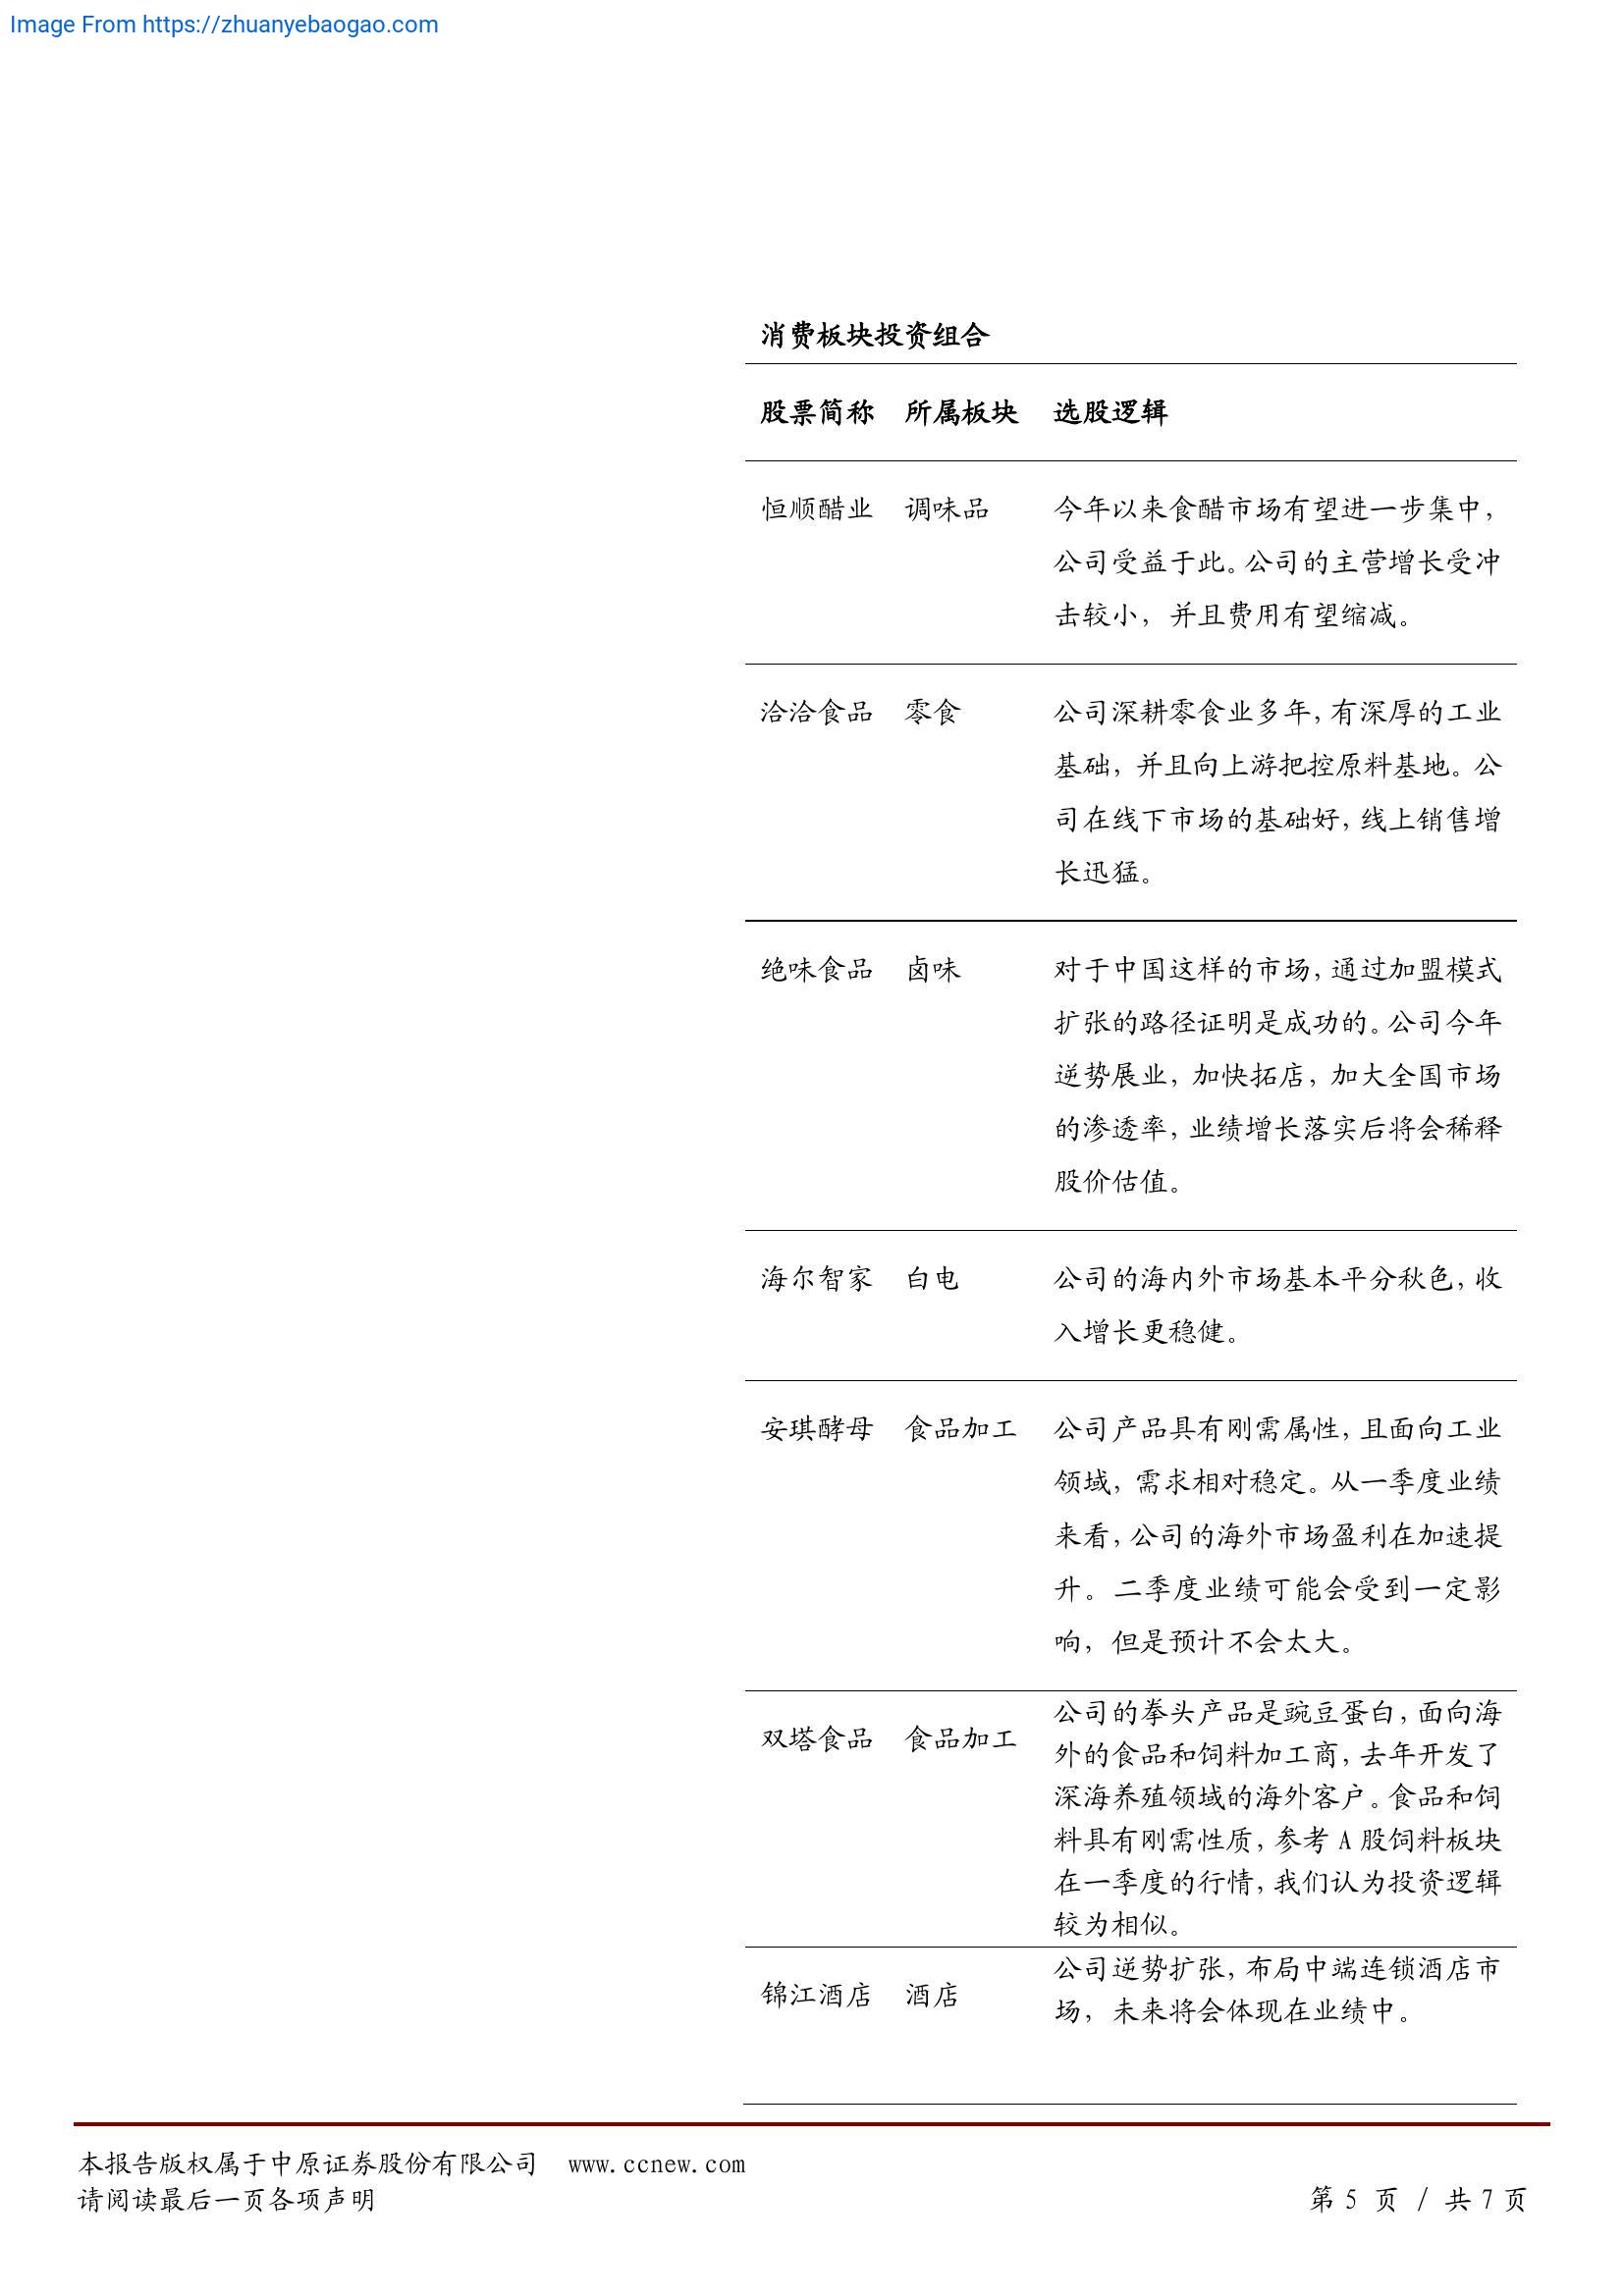 Image From https://zhuanyebaogao.com
消费板块投资组合
股票简称 所属板块 选股逻辑
恒顺醋业 调味品 今年以来食醋市场有望进一步集中，
公司受益于此。公司的主营增长受冲
击较小，并且费用有望缩减。
洽洽食品 零食 公司深耕零食业多年，有深厚的工业
基础，并且向上游把控原料基地。公
司在线下市场的基础好，线上销售增
长迅猛。
绝味食品 卤味 对于中国这样的市场，通过加盟模式
扩张的路径证明是成功的。公司今年
逆势展业，加快拓店，加大全国市场
的渗透率，业绩增长落实后将会稀释
股价估值。
海尔智家 白电 公司的海内外市场基本平分秋色，收
入增长更稳健。
安琪酵母 食品加工 公司产品具有刚需属性，且面向工业
领域，需求相对稳定。从一季度业绩
来看，公司的海外市场盈利在加速提
升。二季度业绩可能会受到一定影
响，但是预计不会太大。
双塔食品 食品加工 公司的拳头产品是豌豆蛋白，面向海
外的食品和饲料加工商，去年开发了
深海养殖领域的海外客户。食品和饲
料具有刚需性质，参考 A 股饲料板块
在一季度的行情，我们认为投资逻辑
较为相似。
锦江酒店 酒店 公司逆势扩张，布局中端连锁酒店市
场，未来将会体现在业绩中。
本报告版权属于中原证券股份有限公司 www.ccnew.com
请阅读最后一页各项声明 第 5 页 / 共 7 页